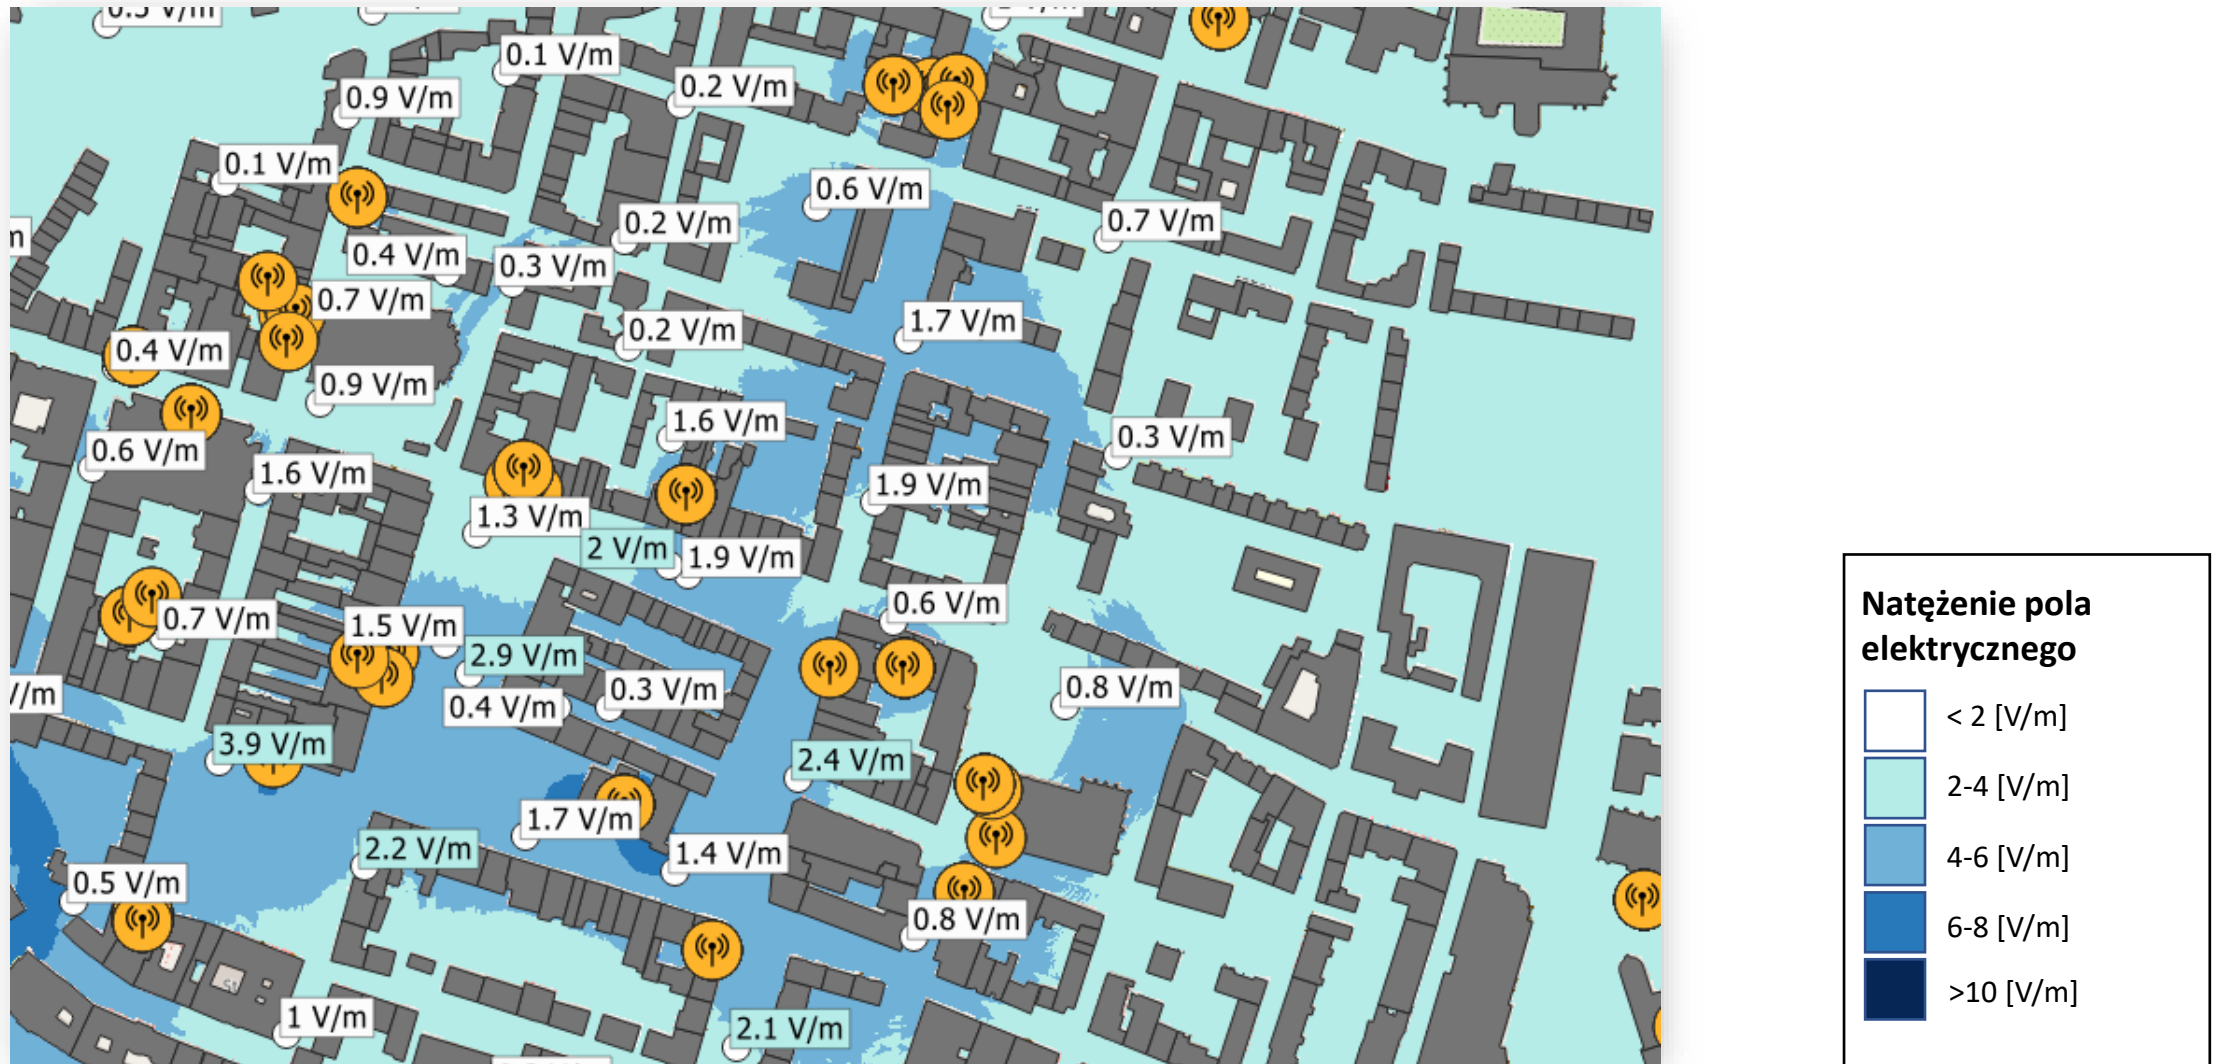 0.1 V/m
0.2 V/m
0.9 V/m
0.1 V/m
0.6 V/m
0.2 V/m
0.7 V/m
0.4 V/m
0.3 V/m
0.7 V/m
1.7 V/m
0.2 V/m
0.4 V/m
0.9 V/m
1.6 V/m
0.3 V/m
0.6 V/m
1.6 V/m
1.9 V/m
1.3 V/m
2 V/m
1.9 V/m
0.6 V/m
0.7 V/m
1.5 V/m
2.9 V/m
0.3 V/m
0.8 V/m
/m
0.4 V/m
3.9 V/m
2.4 V/m
1.7 V/m
2.2 V/m
1.4 V/m
0.5 V/m
0.8 V/m
1 V/m
2.1 V/m
Natężenie pola
elektrycznego
< 2 [V/m]
2-4 [V/m]
4-6 [V/m]
6-8 [V/m]
>10 [V/m]